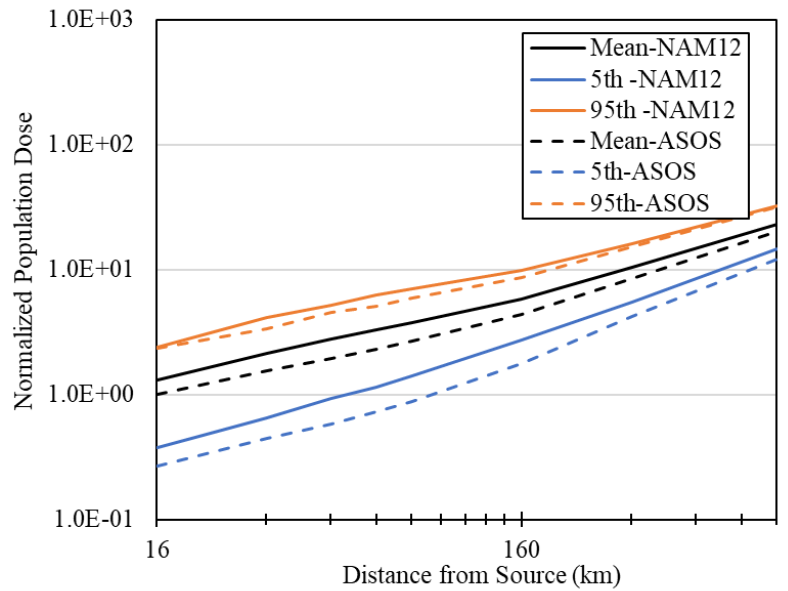 1.0E+03
1.0E+02
1.0E+01
1.0E+00
1.0E-01
Normalized Population Dose
Mean-NAM12
5th -NAM12
95th -NAM12
Mean-ASOS
5th-ASOS
95th-ASOS
16
160
Distance from Source (km)